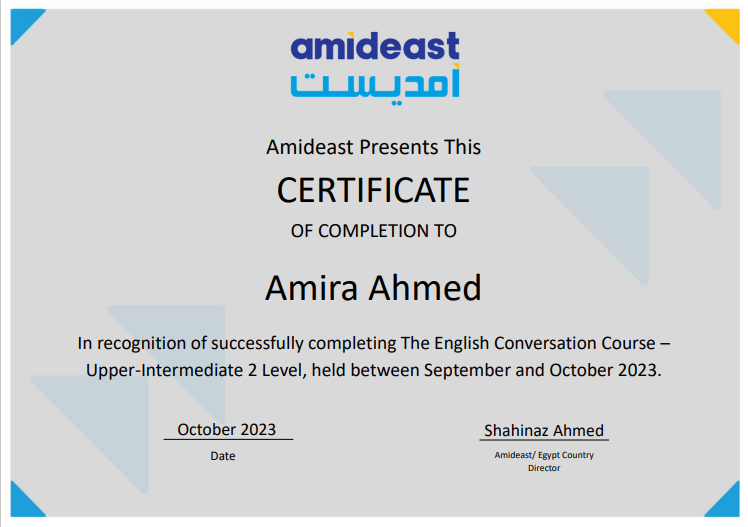 amideast
أمديست
Amideast Presents This
CERTIFICATE
OF COMPLETION TO
Amira Ahmed
In recognition of successfully completing The English Conversation Course –
Upper-Intermediate 2 Level, held between September and October 2023.
October 2023
Date
Shahinaz Ahmed
Amideast/ Egypt Country
Director